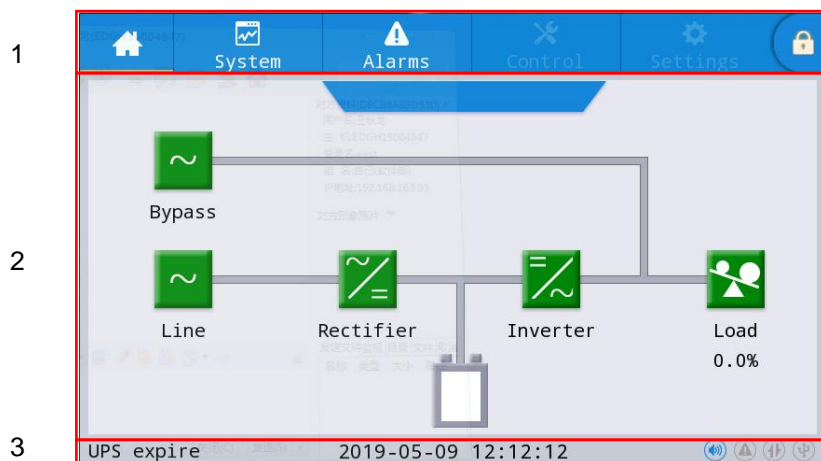 1
System Alarms Control Settings
2
Bypass
Line Rectifier Inverter Load
0.0%
3
UPS expire 2019-05-09 12:12:12